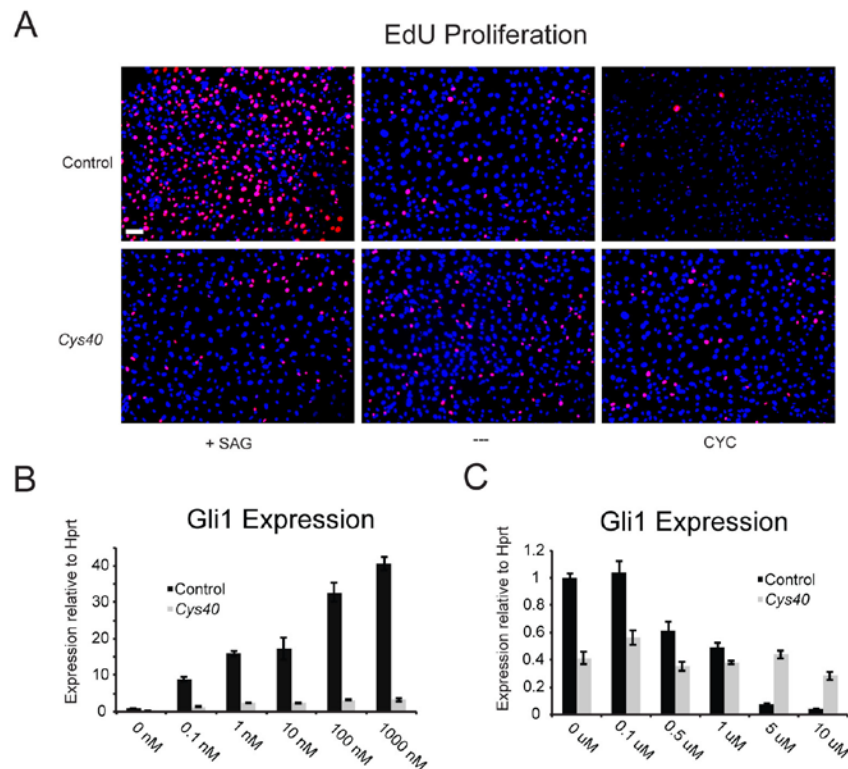 A
EdU Proliferation
Control
Cys40
+ SAG
---
CYC
B
Gli1 Expression
Expression relative to Hprt
40
30
20
10
0
Control
Cys40
0 nM
0.1 nM
1 nM
10 nM
100 nM
1000 nM
C
Gli1 Expression
Expression relative to Hprt
1.2
1
0.8
0.6
0.4
0.2
0
Control
Cys40
0 uM
0.1 uM
0.5 uM
1 uM
5 uM
10 uM